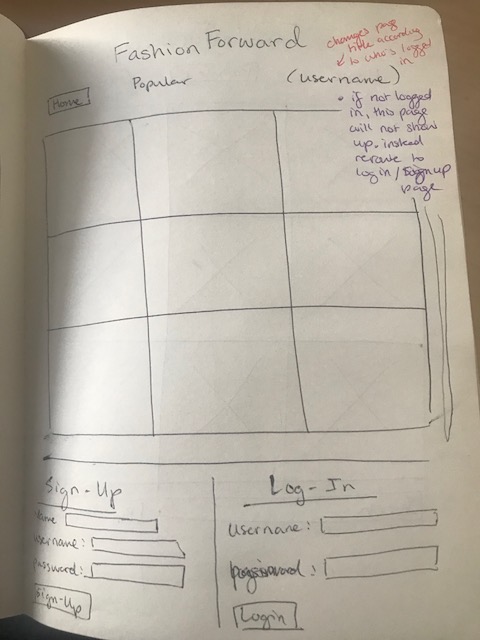 Fashion Forward
changes page
title according
to who's logged
in
Popular
(username)
Home
• if not logged
in, this page
will not show
up. instead
reroute to
login/signup
page
Sign-Up
Name
username:
password:
Sign-Up
Log-In
username:
password:
Login